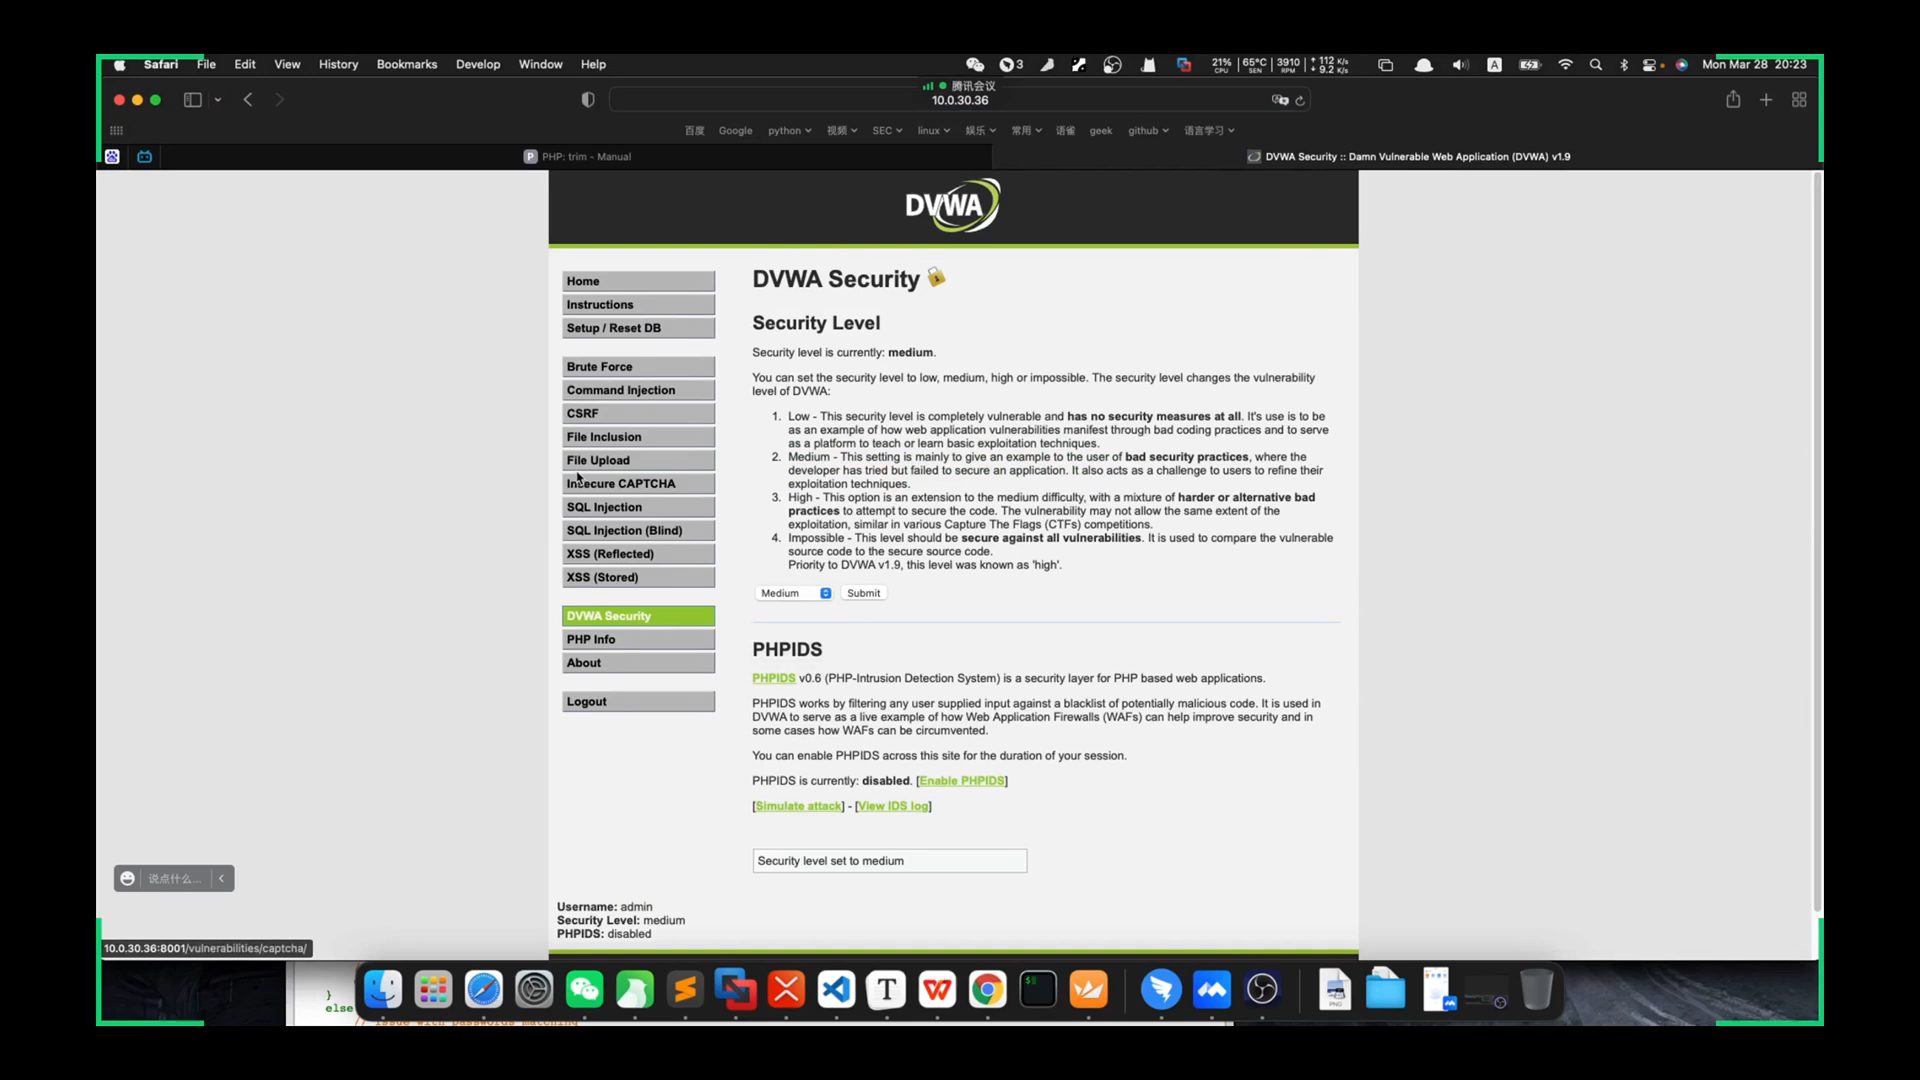 Safari File Edit View History Bookmarks Develop Window Help
3
21% CPU 65°C SEN 3910 RPM 112 K/s 9.2 K/s
A
Mon Mar 28 20:23
腾讯会议
10.0.30.36
百度 Google python 视频 SEC linux 娱乐 常用 语雀 geek github 语言学习
P PHP: trim - Manual
DVWA Security :: Damn Vulnerable Web Application (DVWA) v1.9
DVWA
Home
Instructions
Setup / Reset DB
Brute Force
Command Injection
CSRF
File Inclusion
File Upload
Insecure CAPTCHA
SQL Injection
SQL Injection (Blind)
XSS (Reflected)
XSS (Stored)
DVWA Security
PHP Info
About
Logout
DVWA Security
Security Level
Security level is currently: medium.
You can set the security level to low, medium, high or impossible. The security level changes the vulnerability
level of DVWA:
1. Low - This security level is completely vulnerable and has no security measures at all. It's use is to be
as an example of how web application vulnerabilities manifest through bad coding practices and to serve
as a platform to teach or learn basic exploitation techniques.
2. Medium - This setting is mainly to give an example to the user of bad security practices, where the
developer has tried but failed to secure an application. It also acts as a challenge to users to refine their
exploitation techniques.
3. High - This option is an extension to the medium difficulty, with a mixture of harder or alternative bad
practices to attempt to secure the code. The vulnerability may not allow the same extent of the
exploitation, similar in various Capture The Flags (CTFs) competitions.
4. Impossible - This level should be secure against all vulnerabilities. It is used to compare the vulnerable
source code to the secure source code.
Priority to DVWA v1.9, this level was known as 'high'.
Medium Submit
PHPIDS
PHPIDS v0.6 (PHP-Intrusion Detection System) is a security layer for PHP based web applications.
PHPIDS works by filtering any user supplied input against a blacklist of potentially malicious code. It is used in
DVWA to serve as a live example of how Web Application Firewalls (WAFs) can help improve security and in
some cases how WAFs can be circumvented.
You can enable PHPIDS across this site for the duration of your session.
PHPIDS is currently: disabled. [Enable PHPIDS]
[Simulate attack] - [View IDS log]
Security level set to medium
说点什么...
Username: admin
Security Level: medium
PHPIDS: disabled
10.0.30.36:8001/vulnerabilities/captcha/
}
else
// Issue with passwords matching
T
W
PNG